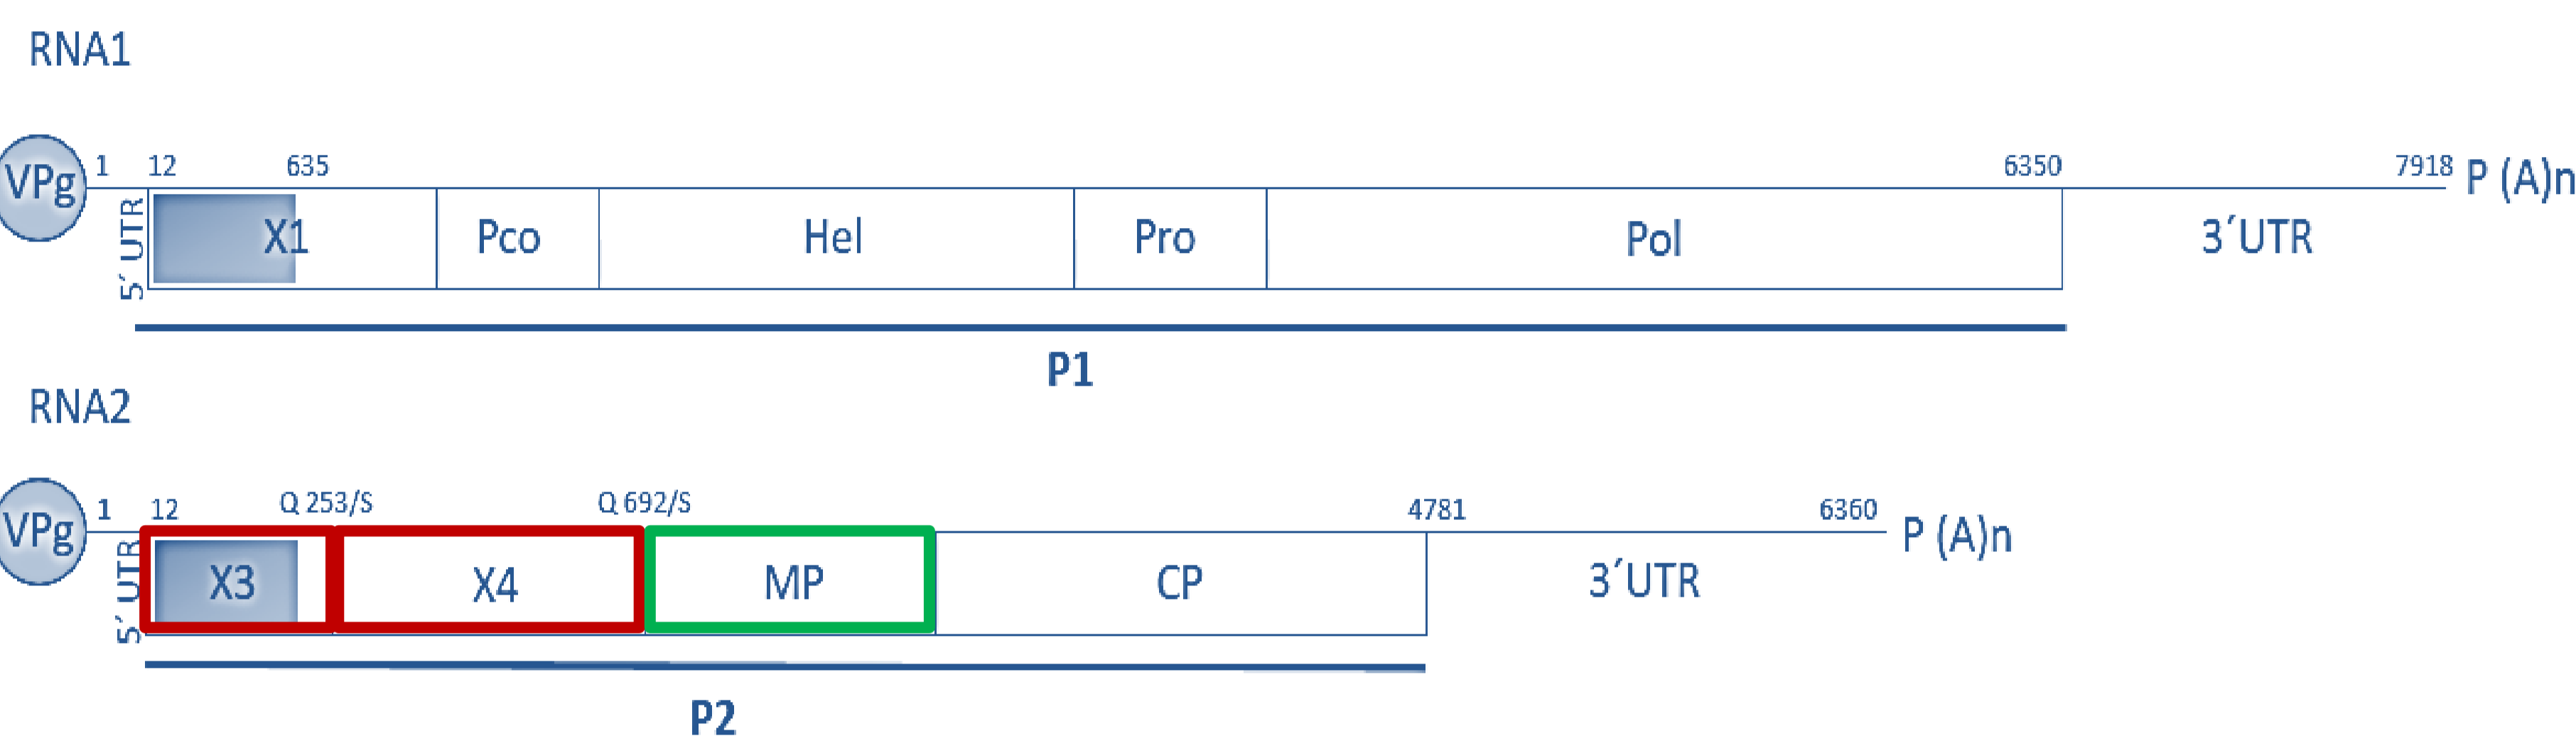 RNA1
VPg 1 12 635 6350 7918 P (A)n
5´ UTR X1 Pco Hel Pro Pol 3´UTR
P1
RNA2
VPg 1 12 Q 253/S Q 692/S 4781 6360 P (A)n
5´ UTR X3 X4 MP CP 3´UTR
P2